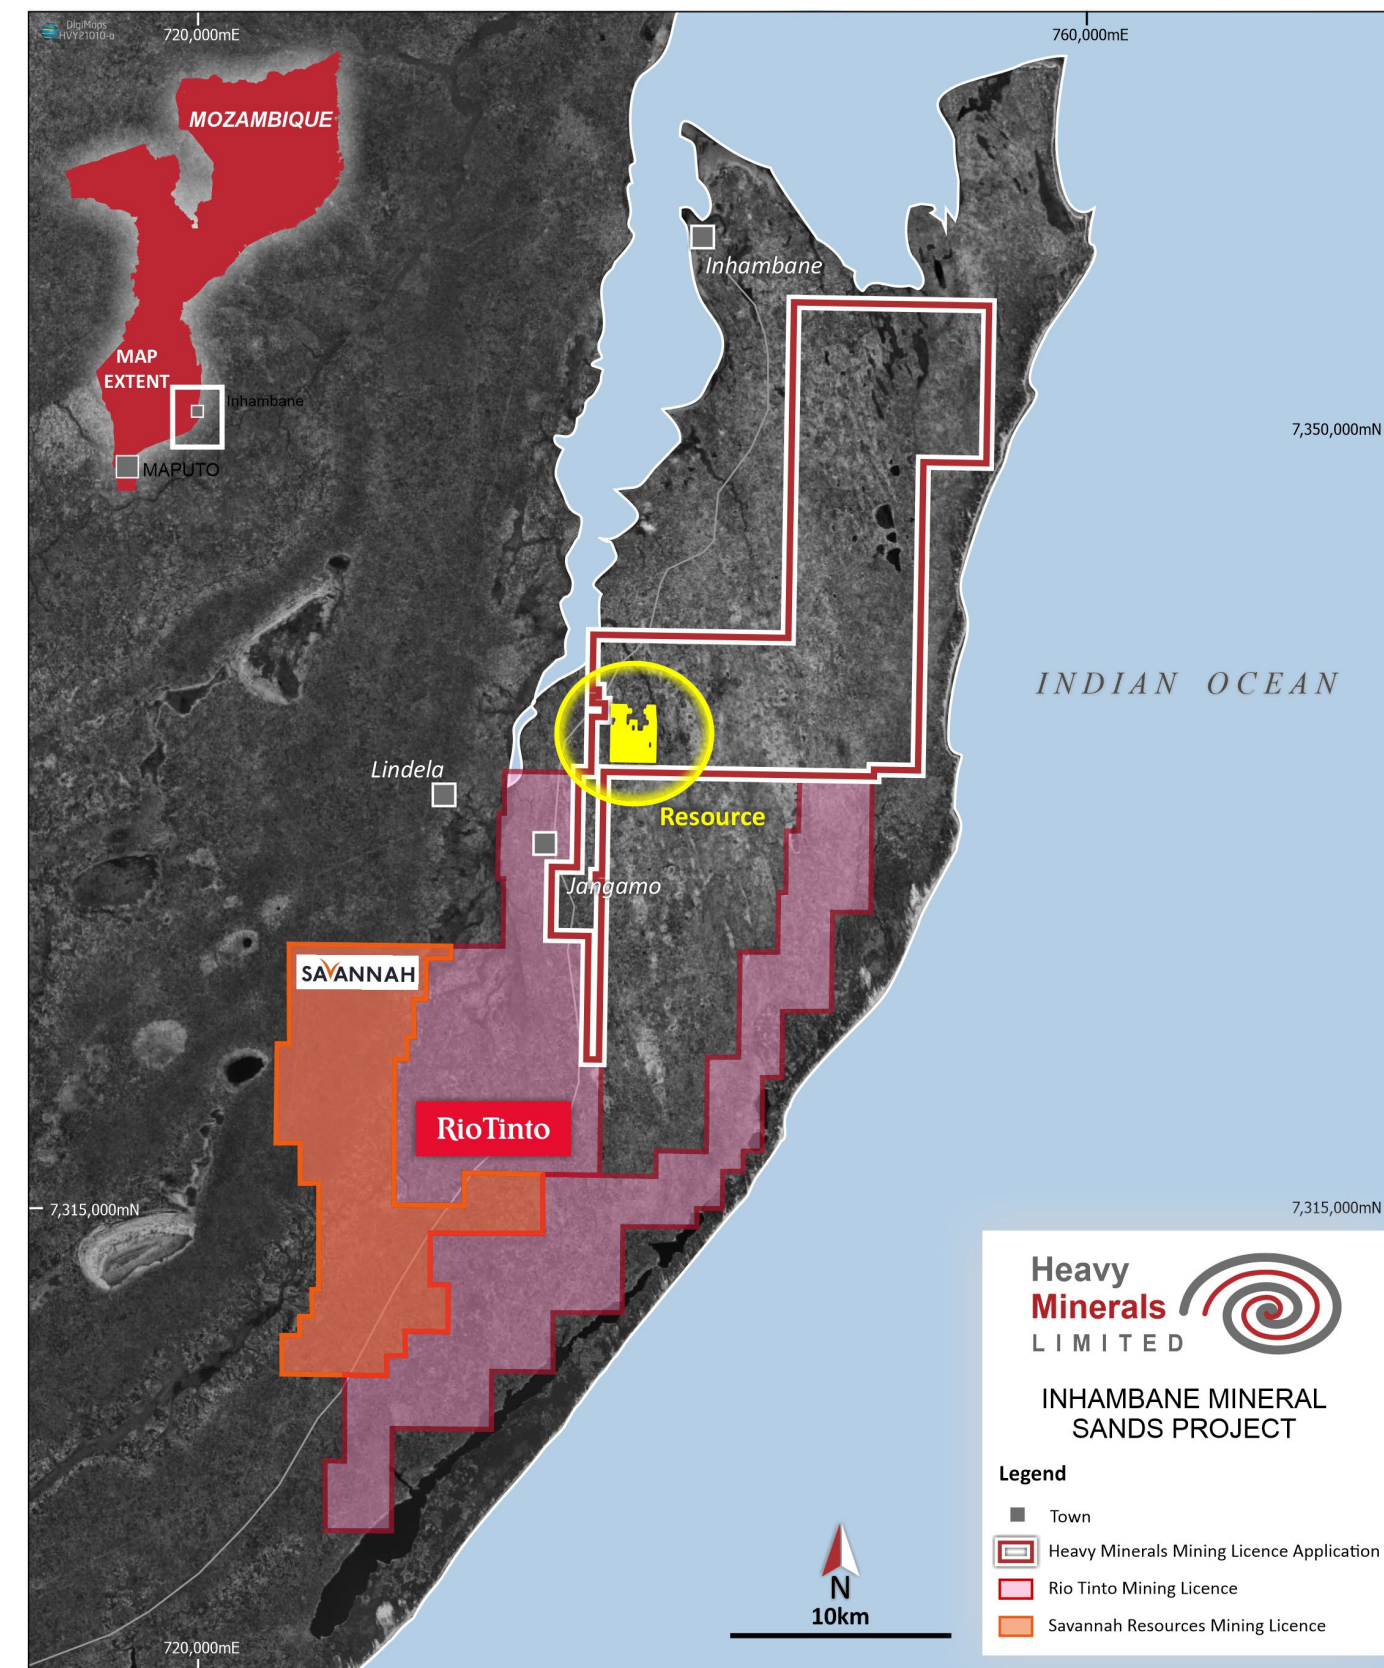 DigiMaps
HVY21010-b
720,000mE
760,000mE
MOZAMBIQUE
MAP
EXTENT
Inhambane
MAPUTO
Inhambane
7,350,000mN
INDIAN OCEAN
Lindela
Resource
Jangamo
SAVANNAH
RioTinto
7,315,000mN
7,315,000mN
Heavy
Minerals
LIMITED
INHAMBANE MINERAL
SANDS PROJECT
Legend
Town
Heavy Minerals Mining Licence Application
Rio Tinto Mining Licence
Savannah Resources Mining Licence
N
10km
720,000mE